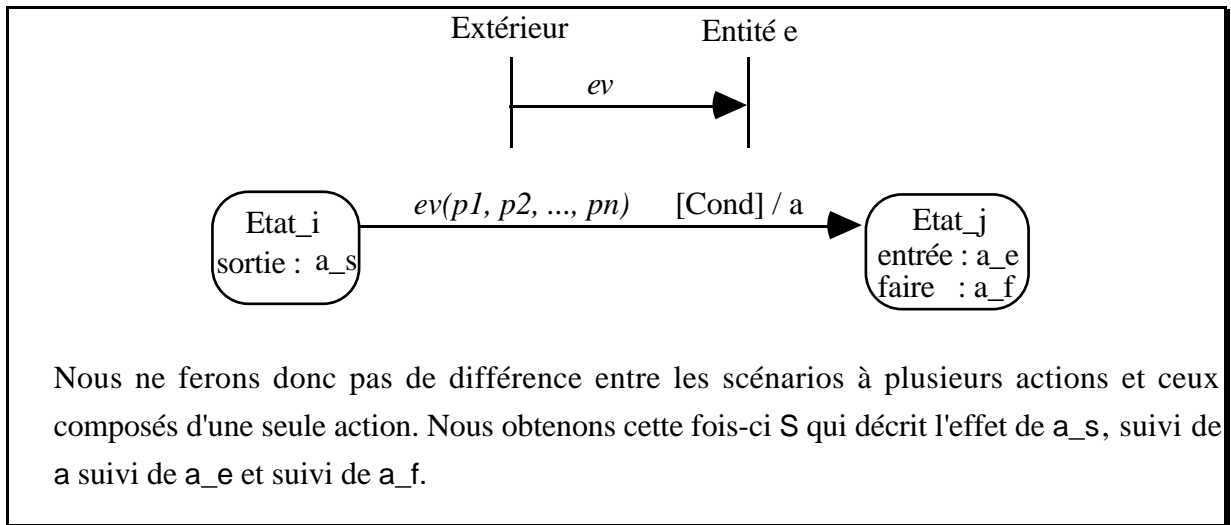 Extérieur Entité e
ev
ev(p1, p2, ..., pn) [Cond] / a
Etat_i
sortie : a_s
Etat_j
entrée : a_e
faire : a_f
Nous ne ferons donc pas de différence entre les scénarios à plusieurs actions et ceux
composés d'une seule action. Nous obtenons cette fois-ci S qui décrit l'effet de a_s, suivi de
a suivi de a_e et suivi de a_f.